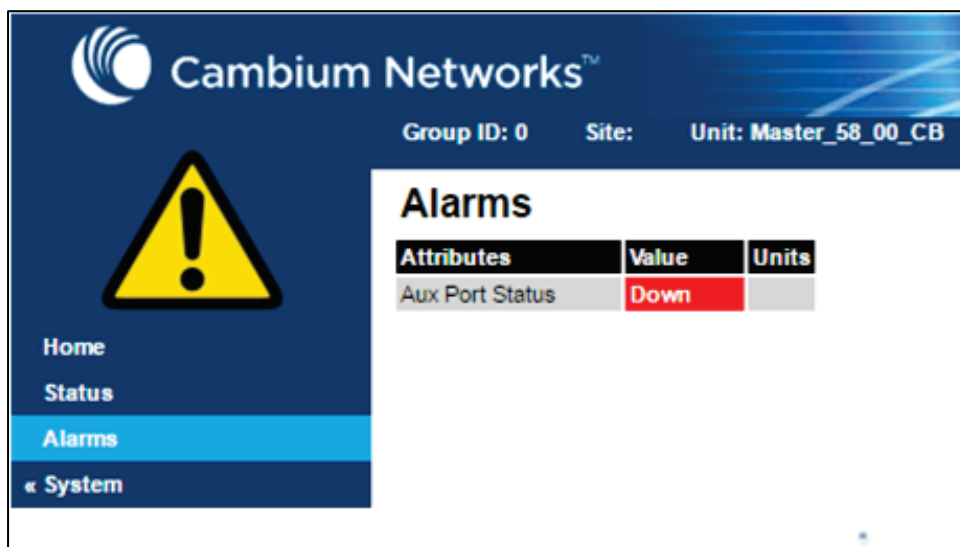 Cambium Networks™
Group ID: 0 Site: Unit: Master_58_00_CB
Alarms
Attributes Value Units
Aux Port Status Down
Home
Status
Alarms
« System